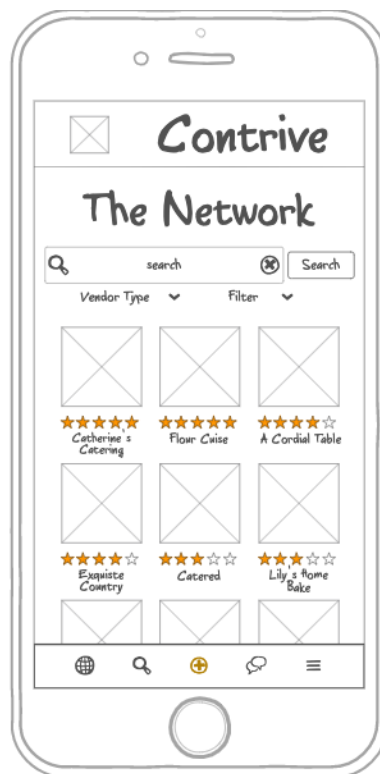 Contrive
The Network
search
Search
Vendor Type
Filter
Catherine's
Catering
Flour Cuise
A Cordial Table
Exquiste
Country
Catered
Lily's Home
Bake